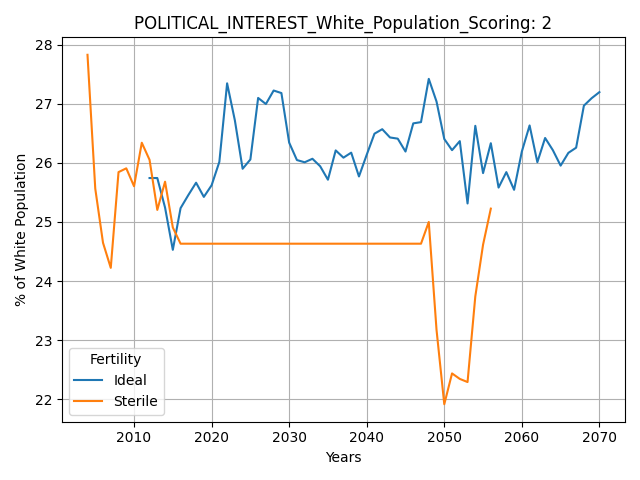 POLITICAL_INTEREST_White_Population_Scoring: 2
28
27
26
25
24
23
22
% of White Population
Fertility
Ideal
Sterile
2010 2020 2030 2040 2050 2060 2070
Years